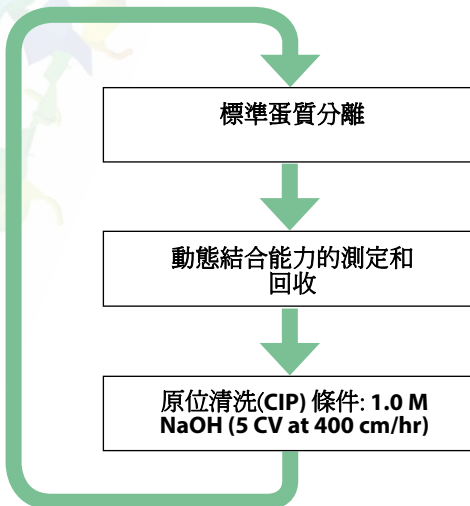 標準蛋質分離
動態結合能力的測定和
回收
原位清洗(CIP) 條件: 1.0 M
NaOH (5 CV at 400 cm/hr)